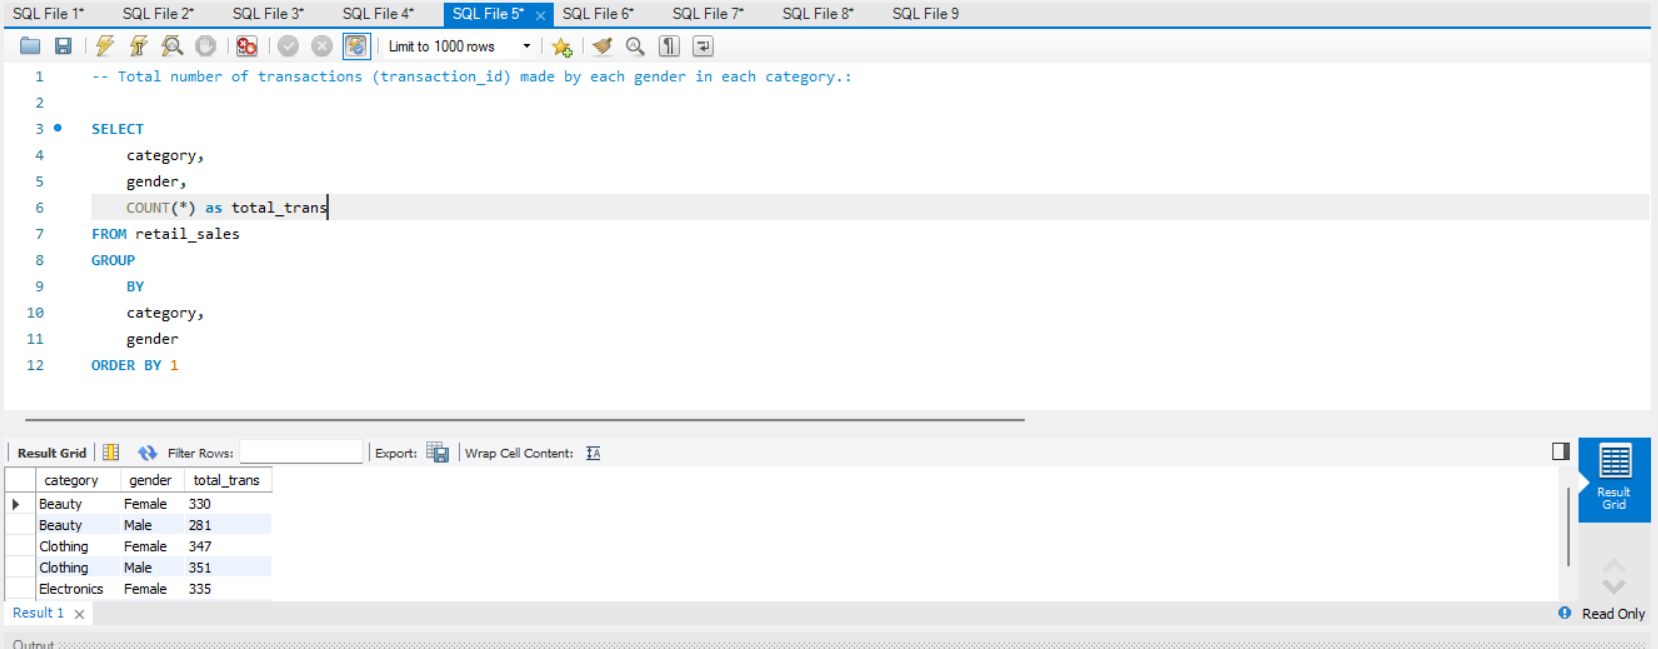 SQL File 1* SQL File 2* SQL File 3* SQL File 4* SQL File 5* SQL File 6* SQL File 7* SQL File 8* SQL File 9
Limit to 1000 rows
1 -- Total number of transactions (transaction_id) made by each gender in each category.:
2
3 SELECT
4 category,
5 gender,
6 COUNT(*) as total_trans
7 FROM retail_sales
8 GROUP
9 BY
10 category,
11 gender
12 ORDER BY 1
Result Grid Filter Rows: Export: Wrap Cell Content:
category gender total_trans
Beauty Female 330
Beauty Male 281
Clothing Female 347
Clothing Male 351
Electronics Female 335
Result
Grid
Result 1 Read Only
Output